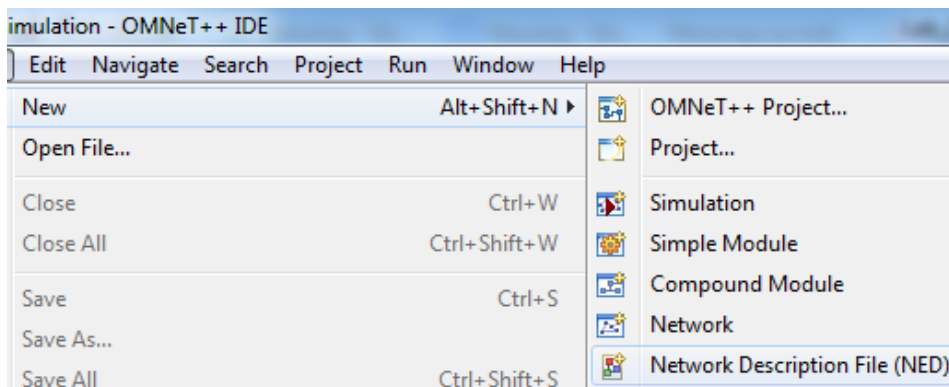 imulation - OMNeT++ IDE
Edit Navigate Search Project Run Window Help
New Alt+Shift+N
Open File...
Close Ctrl+W
Close All Ctrl+Shift+W
Save Ctrl+S
Save As...
Save All Ctrl+Shift+S
OMNeT++ Project...
Project...
Simulation
Simple Module
Compound Module
Network
Network Description File (NED)